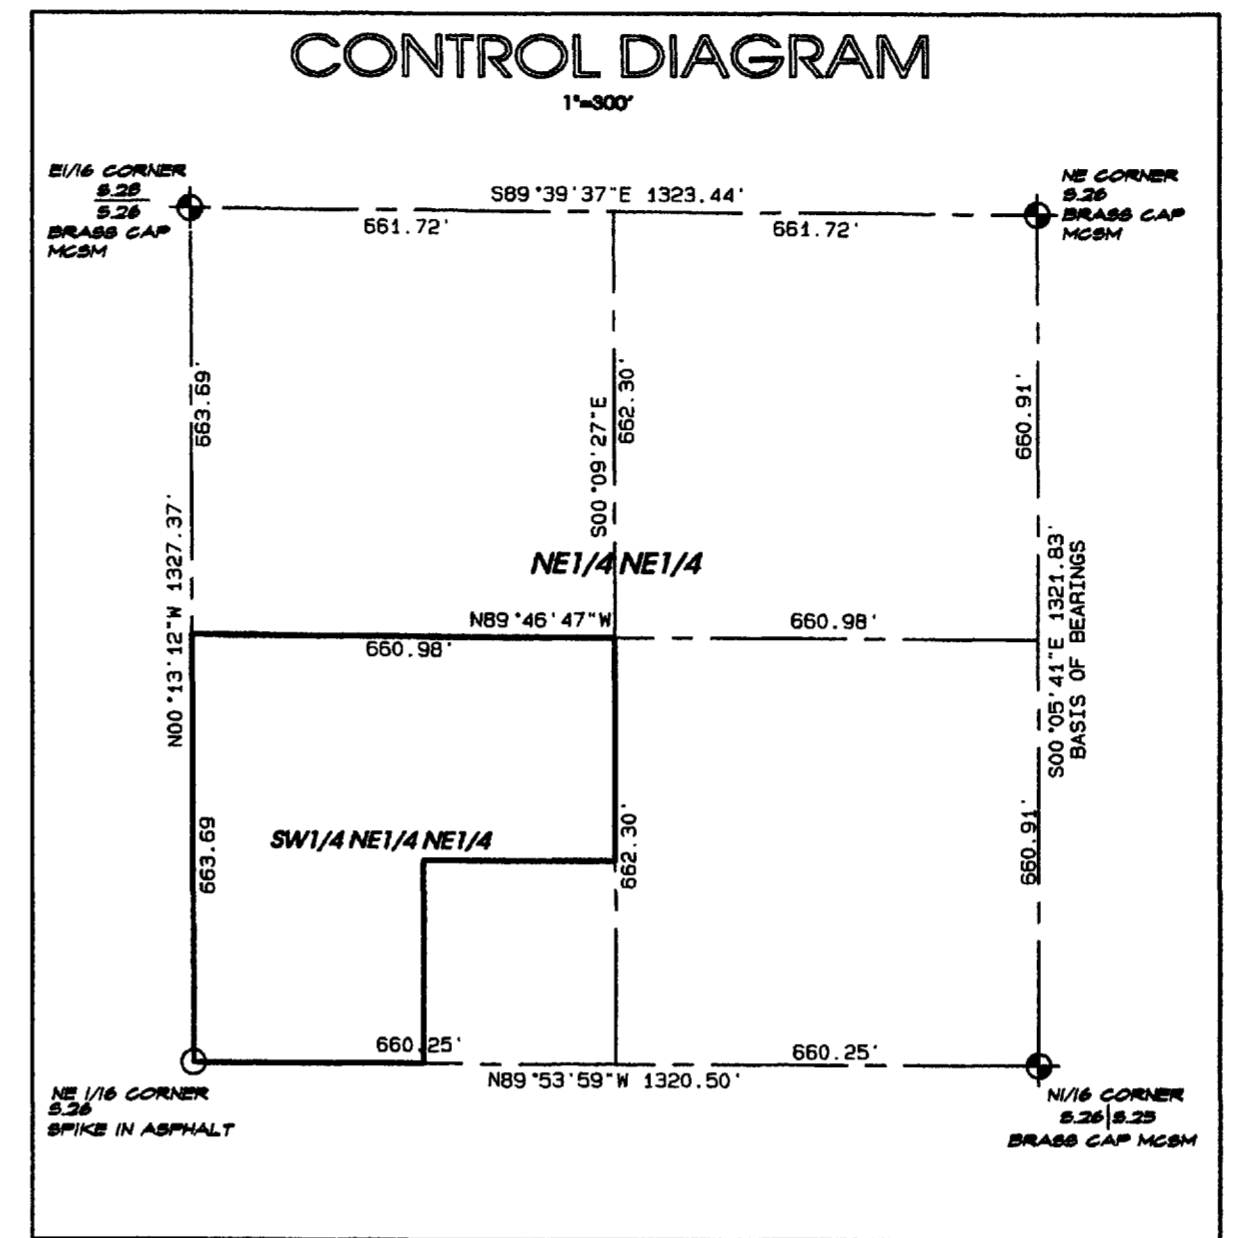 CONTROL DIAGRAM
1"=300'
E1/16 CORNER
S.23
S.26
BRASS CAP
MCSM
S89°39'37"E 1323.44'
661.72'
661.72'
NE CORNER
S.26
BRASS CAP
MCSM
663.69'
S00°09'27"E
662.30'
660.91'
N00°13'12"W 1327.37'
NE1/4 NE1/4
N89°46'47"W
660.98'
660.98'
S00°05'41"E 1321.83'
BASIS OF BEARINGS
663.69
SW1/4 NE1/4 NE1/4
662.30'
660.91'
660.25'
660.25'
N89°53'59"W 1320.50'
NE 1/16 CORNER
S.26
SPIKE IN ASPHALT
N1/16 CORNER
S.26|S.25
BRASS CAP MCSM